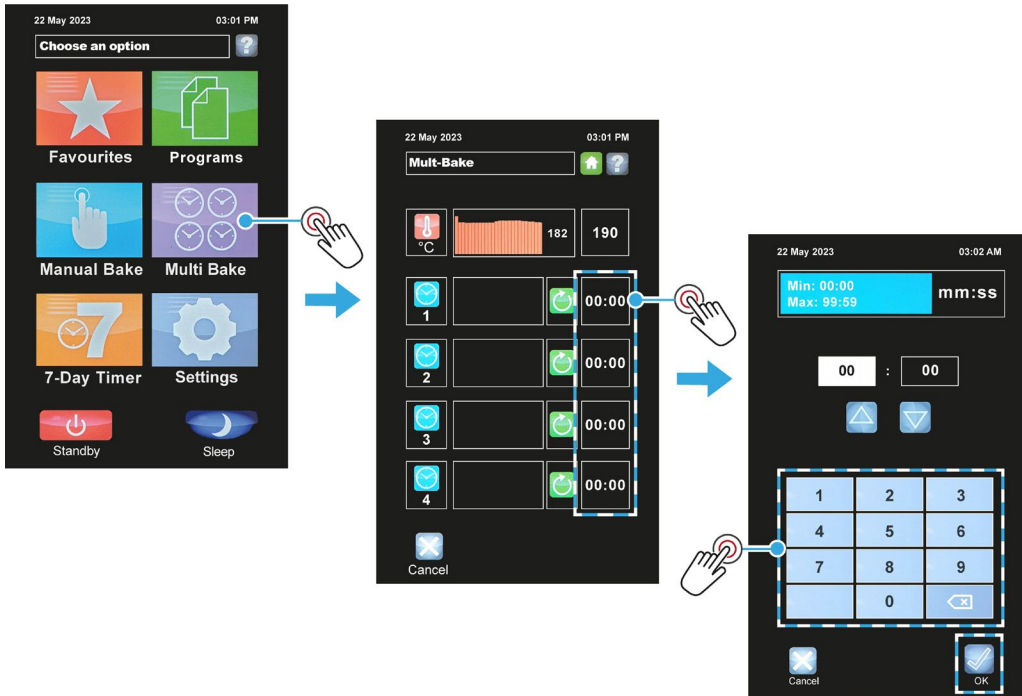 22 May 2023 03:01 PM
Choose an option ?
Favourites Programs
Manual Bake Multi Bake
7
7-Day Timer Settings
Standby Sleep
22 May 2023 03:01 PM
Mult-Bake ?
°C 182 190
1 00:00
2 00:00
3 00:00
4 00:00
Cancel
22 May 2023 03:02 AM
Min: 00:00
Max: 99:59
mm:ss
00 : 00
1 2 3
4 5 6
7 8 9
0
Cancel OK